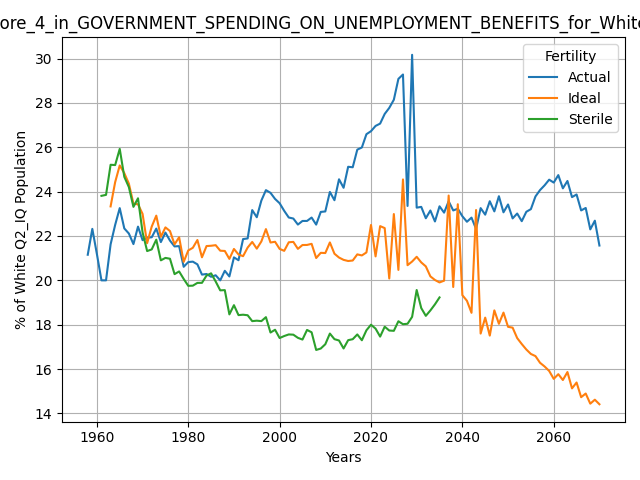 ore_4_in_GOVERNMENT_SPENDING_ON_UNEMPLOYMENT_BENEFITS_for_White
Fertility
Actual
Ideal
Sterile
% of White Q2_IQ Population
30
28
26
24
22
20
18
16
14
1960 1980 2000 2020 2040 2060
Years